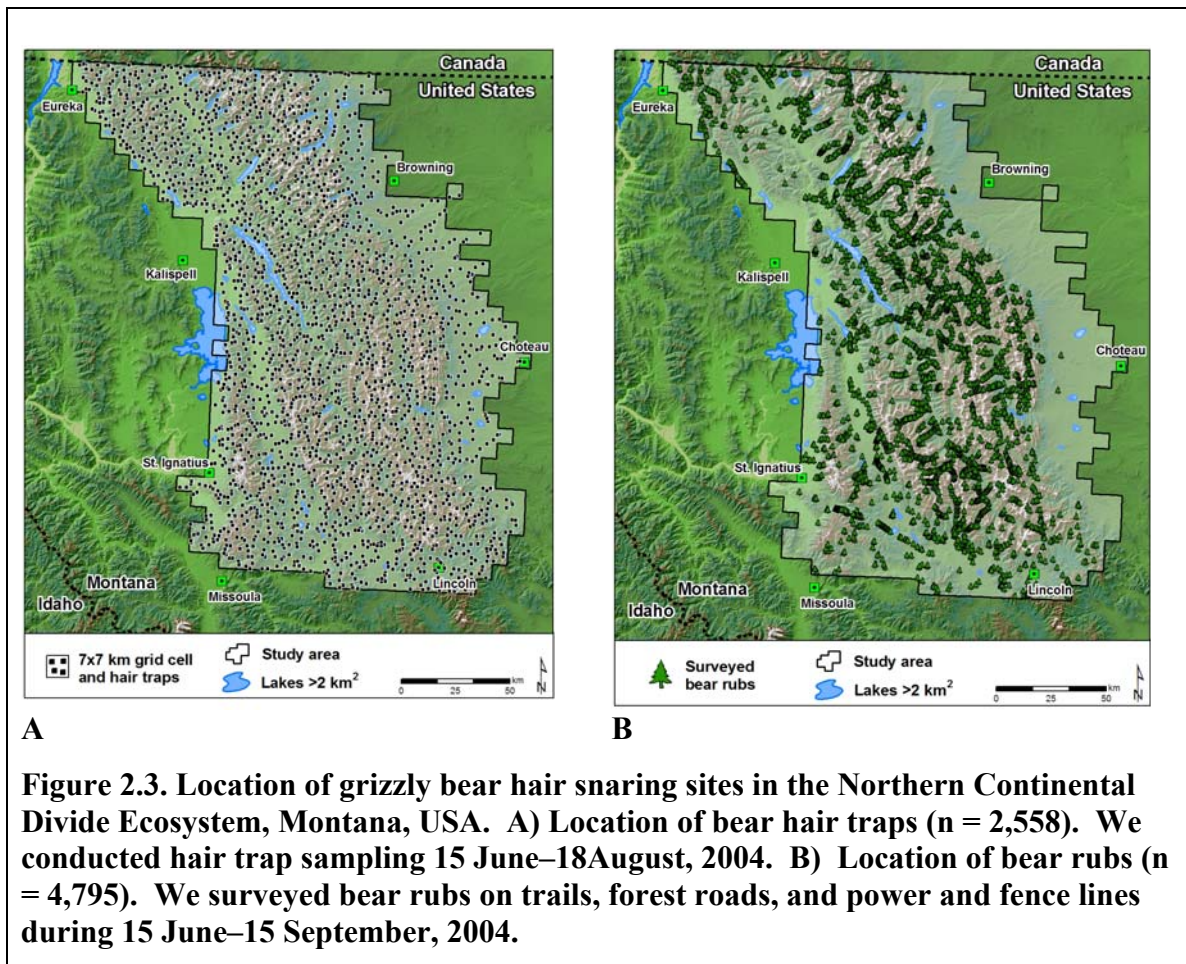 Canada
United States
Eureka
Browning
Kalispell
Choteau
St. Ignatius
Montana
Idaho
Missoula
Lincoln
7x7 km grid cell
and hair traps
Study area
Lakes >2 km²
km
0 25 50
N
A
Canada
United States
Eureka
Browning
Kalispell
Choteau
St. Ignatius
Montana
Idaho
Missoula
Lincoln
Surveyed
bear rubs
Study area
Lakes >2 km²
km
0 25 50
N
B
Figure 2.3. Location of grizzly bear hair snaring sites in the Northern Continental
Divide Ecosystem, Montana, USA. A) Location of bear hair traps (n = 2,558). We
conducted hair trap sampling 15 June–18August, 2004. B) Location of bear rubs (n
= 4,795). We surveyed bear rubs on trails, forest roads, and power and fence lines
during 15 June–15 September, 2004.